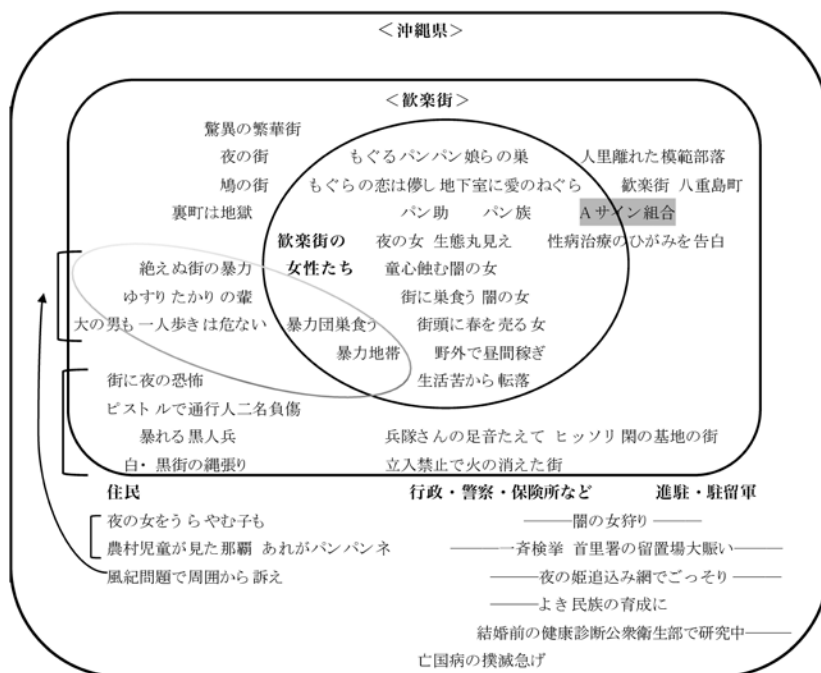 ＜沖縄県＞
＜歓楽街＞
驚異の繁華街
夜の街 もぐるパンパン娘らの巣 人里離れた模範部落
鳩の街 もぐらの恋は儚し 地下室に愛のねぐら 歓楽街 八重島町
裏町は地獄 パン助 パン族 Aサイン組合
歓楽街の 夜の女 生態丸見え 性病治療のひがみを告白
絶えぬ街の暴力 女性たち 童心蝕む闇の女
ゆすりたかりの輩 街に巣食う 闇の女
大の男も一人歩きは危ない 暴力団巣食う 街頭に春を売る女
暴力地帯 野外で昼間稼ぎ
街に夜の恐怖 生活苦から転落
ピストルで通行人二名負傷
暴れる黒人兵 兵隊さんの足音たえて ヒッソリ閑の基地の街
白・黒街の縄張り 立入禁止で火の消えた街
住民 行政・警察・保険所など 進駐・駐留軍
夜の女をうらやむ子も ―――闇の女狩り―――
農村児童が見た那覇 あれがパンパンネ ―――一斉検挙 首里署の留置場大賑い―――
風紀問題で周囲から訴え ―――夜の姫追込み網でごっそり―――
―――よき民族の育成に
結婚前の健康診断公衆衛生部で研究中―――
亡国病の撲滅急げ